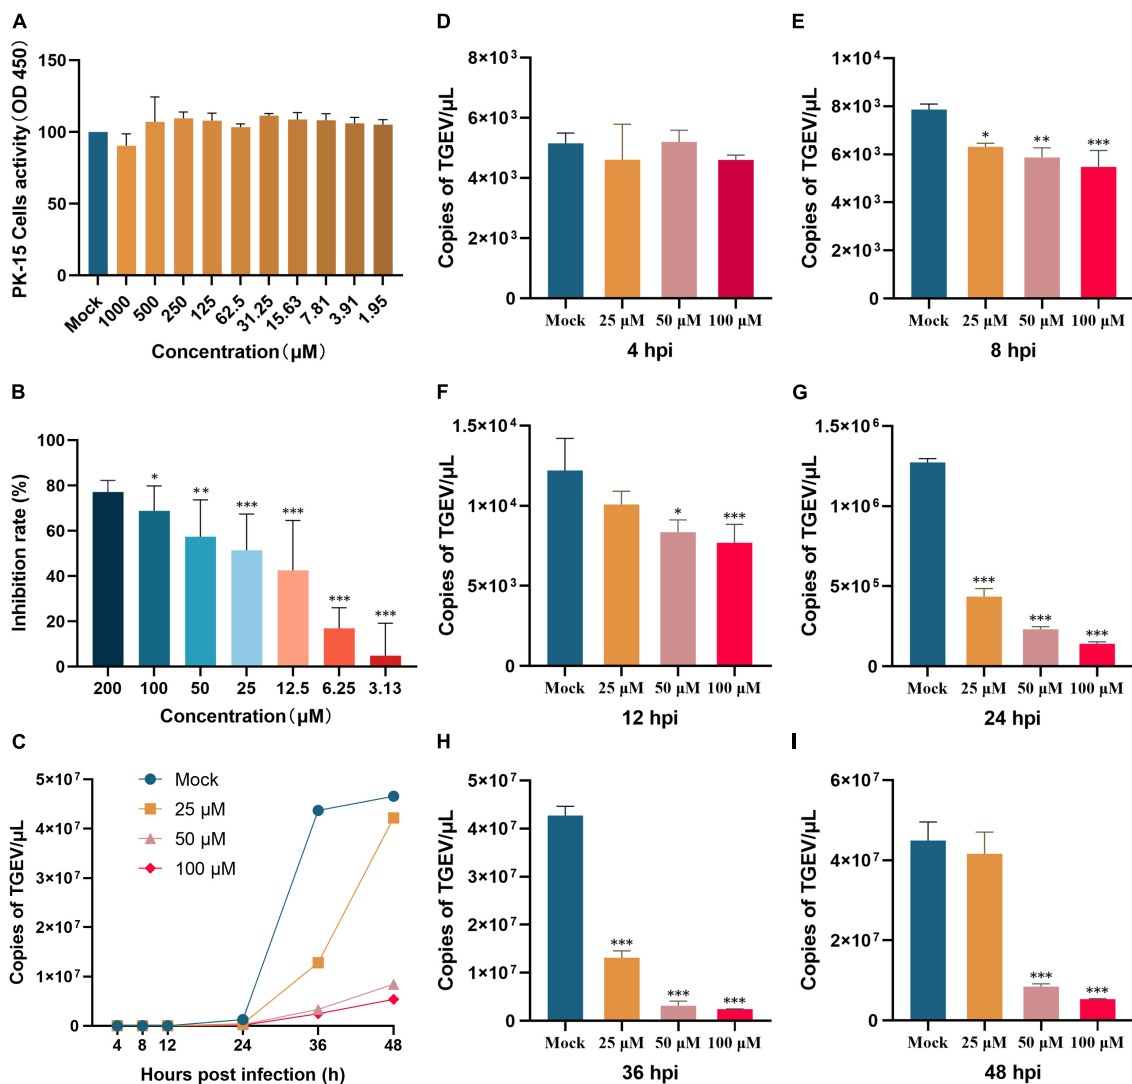 A
PK-15 Cells activity（OD 450）
150
100
50
0
Mock
1000
500
250
125
62.5
31.25
15.63
7.81
3.91
1.95
Concentration（μM）
D
Copies of TGEV/μL
8×10³
6×10³
4×10³
2×10³
0
Mock 25 μM 50 μM 100 μM
4 hpi
E
Copies of TGEV/μL
1×10⁴
8×10³
6×10³
4×10³
2×10³
0
* ** ***
Mock 25 μM 50 μM 100 μM
8 hpi
B
Inhibition rate (%)
100
80
60
40
20
0
* ** *** *** *** ***
200 100 50 25 12.5 6.25 3.13
Concentration（μM）
F
Copies of TGEV/μL
1.5×10⁴
1×10⁴
5×10³
0
* ***
Mock 25 μM 50 μM 100 μM
12 hpi
G
Copies of TGEV/μL
1.5×10⁶
1×10⁶
5×10⁵
0
*** *** ***
Mock 25 μM 50 μM 100 μM
24 hpi
C
Copies of TGEV/μL
5×10⁷
4×10⁷
3×10⁷
2×10⁷
1×10⁷
0
Mock
25 μM
50 μM
100 μM
4 8 12 24 36 48
Hours post infection (h)
H
Copies of TGEV/μL
5×10⁷
4×10⁷
3×10⁷
2×10⁷
1×10⁷
0
*** *** ***
Mock 25 μM 50 μM 100 μM
36 hpi
I
Copies of TGEV/μL
6×10⁷
4×10⁷
2×10⁷
0
*** ***
Mock 25 μM 50 μM 100 μM
48 hpi